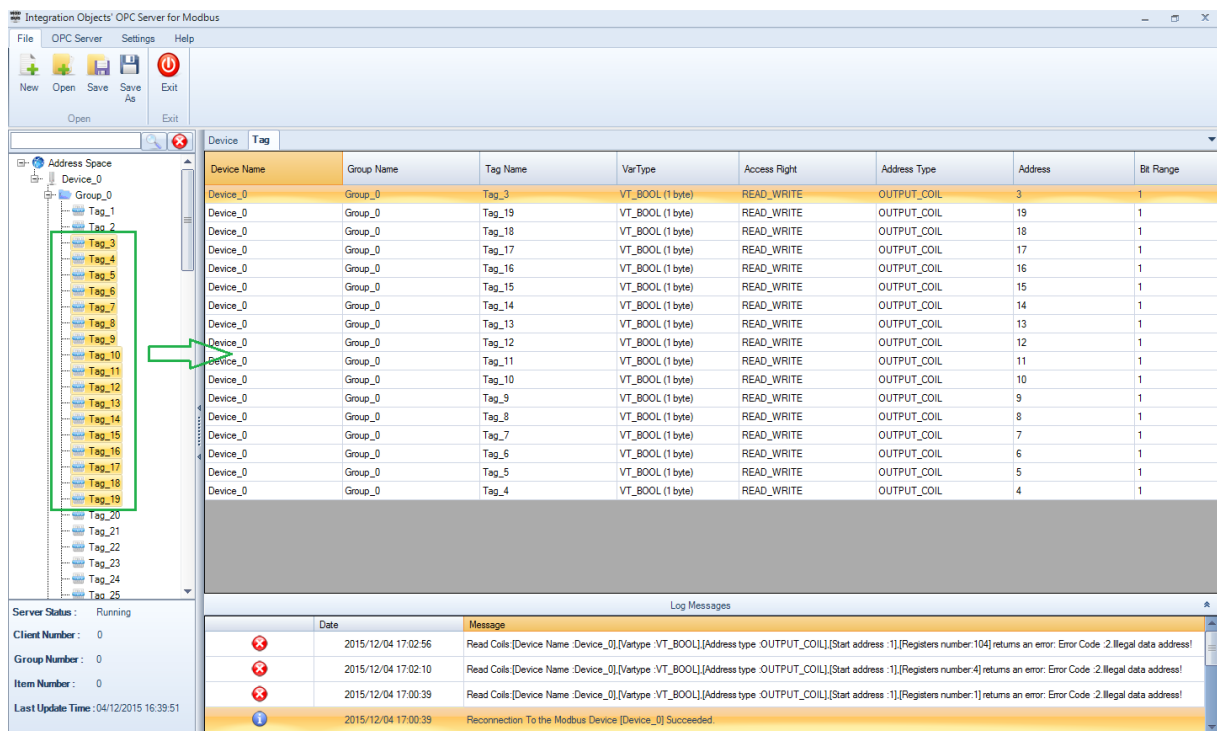 Integration Objects' OPC Server for Modbus
File OPC Server Settings Help
New Open Save Save As Exit
Open Exit
Device Tag
Address Space
Device_0
Group_0
Tag_1
Tag_2
Tag_3
Tag_4
Tag_5
Tag_6
Tag_7
Tag_8
Tag_9
Tag_10
Tag_11
Tag_12
Tag_13
Tag_14
Tag_15
Tag_16
Tag_17
Tag_18
Tag_19
Tag_20
Tag_21
Tag_22
Tag_23
Tag_24
Tag_25
Device Name Group Name Tag Name VarType Access Right Address Type Address Bit Range
Device_0 Group_0 Tag_3 VT_BOOL (1 byte) READ_WRITE OUTPUT_COIL 3 1
Device_0 Group_0 Tag_19 VT_BOOL (1 byte) READ_WRITE OUTPUT_COIL 19 1
Device_0 Group_0 Tag_18 VT_BOOL (1 byte) READ_WRITE OUTPUT_COIL 18 1
Device_0 Group_0 Tag_17 VT_BOOL (1 byte) READ_WRITE OUTPUT_COIL 17 1
Device_0 Group_0 Tag_16 VT_BOOL (1 byte) READ_WRITE OUTPUT_COIL 16 1
Device_0 Group_0 Tag_15 VT_BOOL (1 byte) READ_WRITE OUTPUT_COIL 15 1
Device_0 Group_0 Tag_14 VT_BOOL (1 byte) READ_WRITE OUTPUT_COIL 14 1
Device_0 Group_0 Tag_13 VT_BOOL (1 byte) READ_WRITE OUTPUT_COIL 13 1
Device_0 Group_0 Tag_12 VT_BOOL (1 byte) READ_WRITE OUTPUT_COIL 12 1
Device_0 Group_0 Tag_11 VT_BOOL (1 byte) READ_WRITE OUTPUT_COIL 11 1
Device_0 Group_0 Tag_10 VT_BOOL (1 byte) READ_WRITE OUTPUT_COIL 10 1
Device_0 Group_0 Tag_9 VT_BOOL (1 byte) READ_WRITE OUTPUT_COIL 9 1
Device_0 Group_0 Tag_8 VT_BOOL (1 byte) READ_WRITE OUTPUT_COIL 8 1
Device_0 Group_0 Tag_7 VT_BOOL (1 byte) READ_WRITE OUTPUT_COIL 7 1
Device_0 Group_0 Tag_6 VT_BOOL (1 byte) READ_WRITE OUTPUT_COIL 6 1
Device_0 Group_0 Tag_5 VT_BOOL (1 byte) READ_WRITE OUTPUT_COIL 5 1
Device_0 Group_0 Tag_4 VT_BOOL (1 byte) READ_WRITE OUTPUT_COIL 4 1
Server Status : Running
Client Number : 0
Group Number : 0
Item Number : 0
Last Update Time : 04/12/2015 16:39:51
Log Messages
Date Message
2015/12/04 17:02:56 Read Coils:[Device Name :Device_0],[Vartype :VT_BOOL],[Address type :OUTPUT_COIL],[Start address :1],[Registers number:104] returns an error: Error Code :2.Illegal data address!
2015/12/04 17:02:10 Read Coils:[Device Name :Device_0],[Vartype :VT_BOOL],[Address type :OUTPUT_COIL],[Start address :1],[Registers number:4] returns an error: Error Code :2.Illegal data address!
2015/12/04 17:00:39 Read Coils:[Device Name :Device_0],[Vartype :VT_BOOL],[Address type :OUTPUT_COIL],[Start address :1],[Registers number:1] returns an error: Error Code :2.Illegal data address!
2015/12/04 17:00:39 Reconnection To the Modbus Device [Device_0] Succeeded.